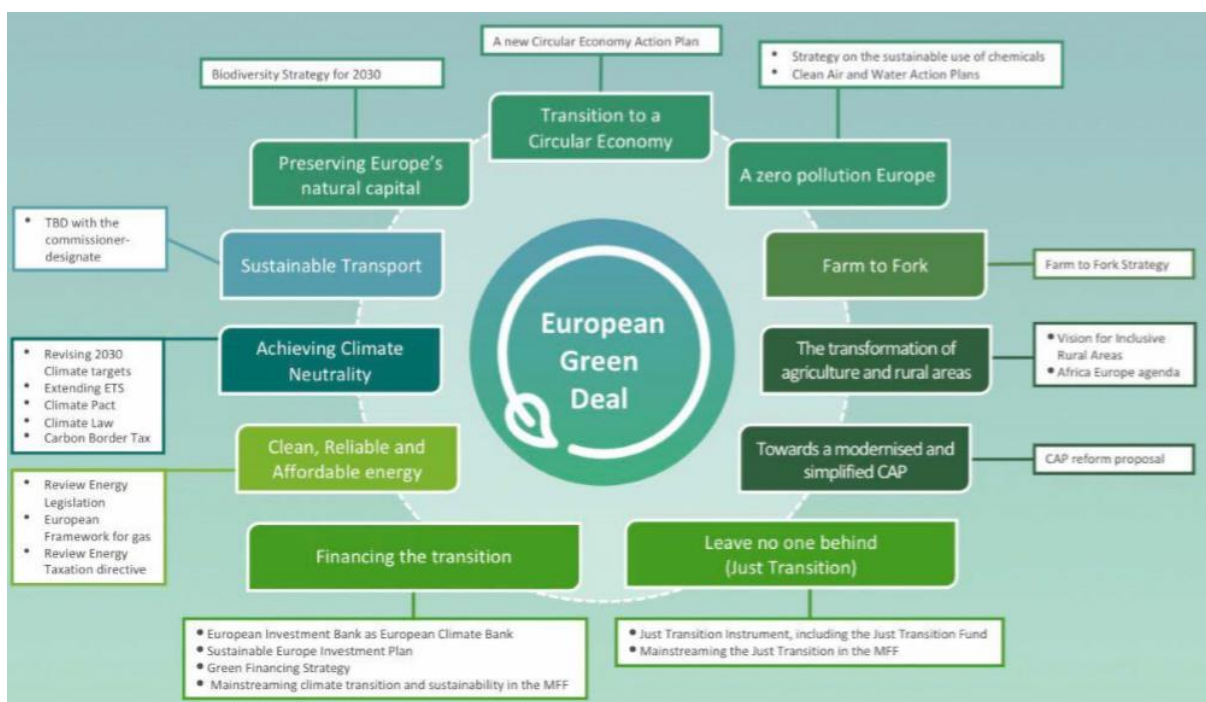 A new Circular Economy Action Plan
Biodiversity Strategy for 2030
• Strategy on the sustainable use of chemicals
• Clean Air and Water Action Plans
Transition to a
Circular Economy
Preserving Europe's
natural capital
A zero pollution Europe
• TBD with the
commissioner-
designate
Sustainable Transport
Farm to Fork
Farm to Fork Strategy
European
Green
Deal
Achieving Climate
Neutrality
The transformation of
agriculture and rural areas
• Vision for Inclusive
Rural Areas
• Africa Europe agenda
• Revising 2030
Climate targets
• Extending ETS
• Climate Pact
• Climate Law
• Carbon Border Tax
Clean, Reliable and
Affordable energy
Towards a modernised and
simplified CAP
CAP reform proposal
• Review Energy
Legislation
• European
Framework for gas
• Review Energy
Taxation directive
Financing the transition
Leave no one behind
(Just Transition)
• European Investment Bank as European Climate Bank
• Sustainable Europe Investment Plan
• Green Financing Strategy
• Mainstreaming climate transition and sustainability in the MFF
• Just Transition Instrument, including the Just Transition Fund
• Mainstreaming the Just Transition in the MFF